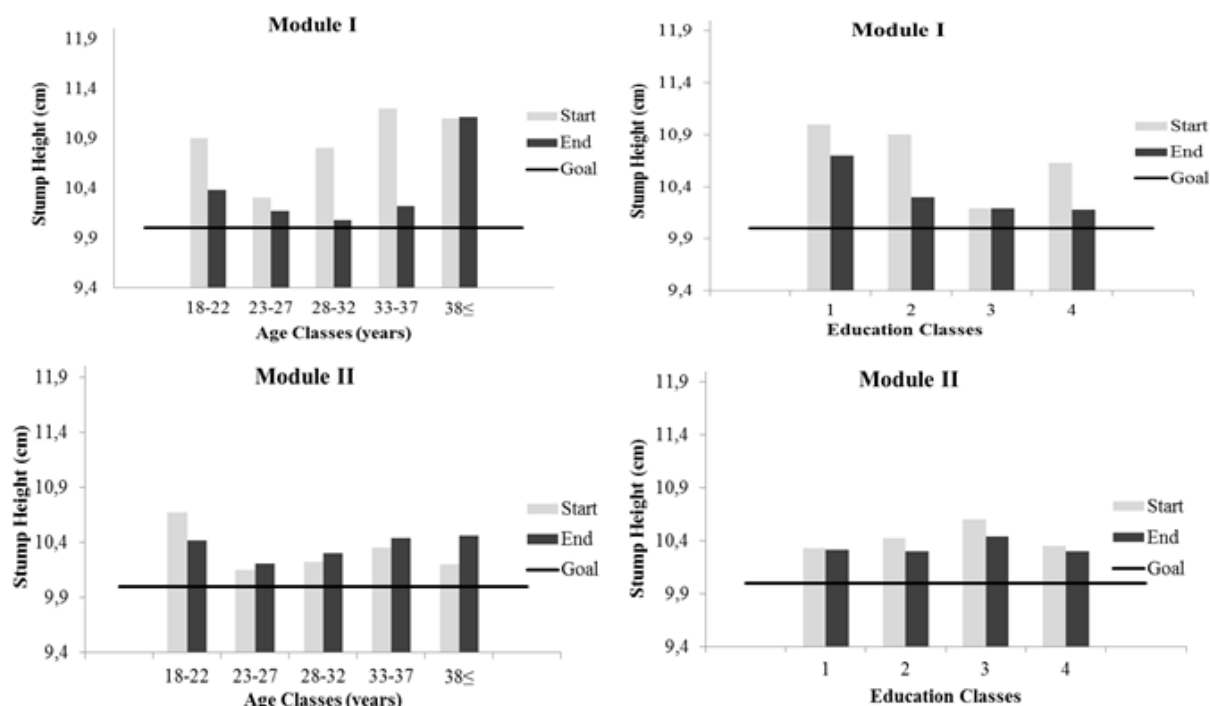 Module I
11,9
11,4
10,9
10,4
9,9
9,4
Stump Height (cm)
Start
End
Goal
18-22 23-27 28-32 33-37 38≤
Age Classes (years)
Module I
11,9
11,4
10,9
10,4
9,9
9,4
Stump Height (cm)
Start
End
Goal
1 2 3 4
Education Classes
Module II
11,9
11,4
10,9
10,4
9,9
9,4
Stump Height (cm)
Start
End
Goal
18-22 23-27 28-32 33-37 38≤
Age Classes (years)
Module II
11,9
11,4
10,9
10,4
9,9
9,4
Stump Height (cm)
Start
End
Goal
1 2 3 4
Education Classes